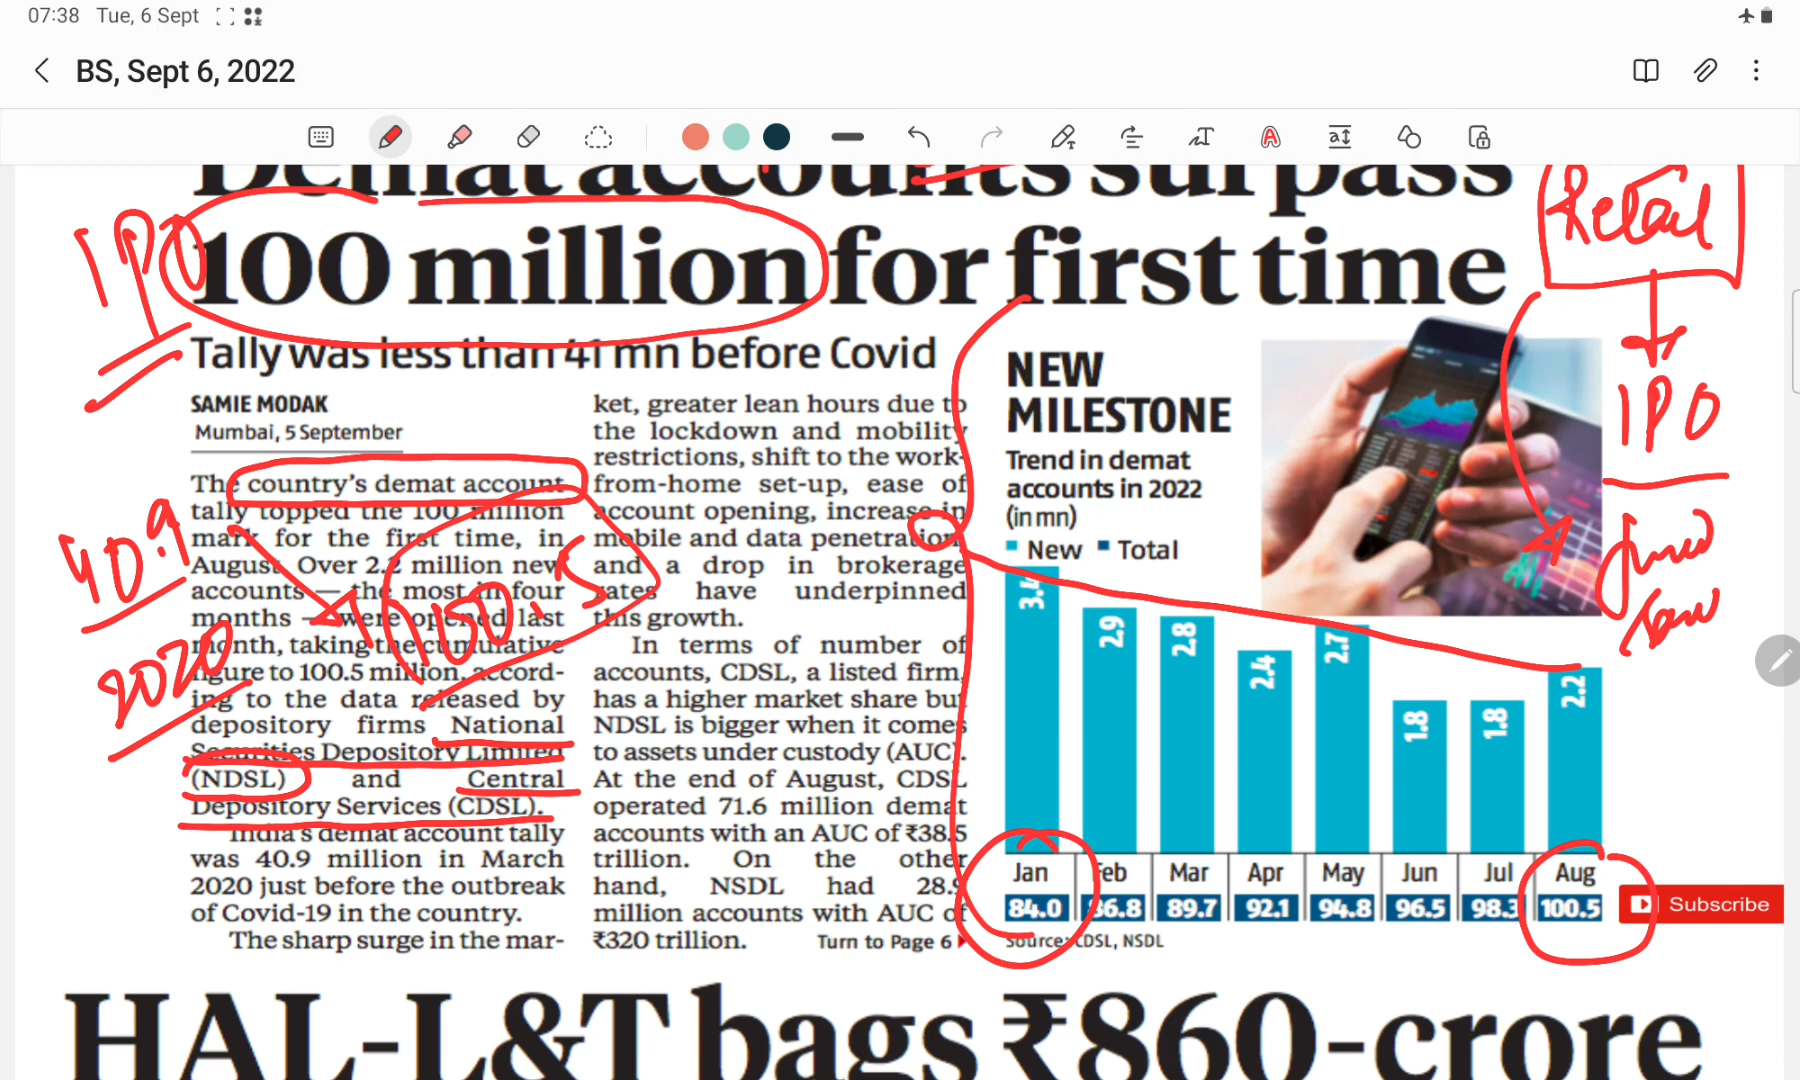 07:38 Tue, 6 Sept
BS, Sept 6, 2022
Demat accounts surpass
100 million for first time
Tally was less than 41 mn before Covid
SAMIE MODAK
Mumbai, 5 September
The country's demat account
tally topped the 100 million
mark for the first time, in
August. Over 2.2 million new
accounts — the most in four
months — were opened last
month, taking the cumulative
figure to 100.5 million, accord-
ing to the data released by
depository firms National
Securities Depository Limited
(NDSL) and Central
Depository Services (CDSL).
India's demat account tally
was 40.9 million in March
2020 just before the outbreak
of Covid-19 in the country.
The sharp surge in the mar-
ket, greater lean hours due to
the lockdown and mobility
restrictions, shift to the work-
from-home set-up, ease of
account opening, increase in
mobile and data penetration
and a drop in brokerage
rates have underpinned
this growth.
In terms of number of
accounts, CDSL, a listed firm,
has a higher market share but
NDSL is bigger when it comes
to assets under custody (AUC).
At the end of August, CDSL
operated 71.6 million demat
accounts with an AUC of ₹38.5
trillion. On the other
hand, NSDL had 28.9
million accounts with AUC of
₹320 trillion.
Turn to Page 6
NEW
MILESTONE
Trend in demat
accounts in 2022
(in mn)
New Total
3.4 2.9 2.8 2.4 2.7 1.8 1.8 2.2
Jan Feb Mar Apr May Jun Jul Aug
84.0 86.8 89.7 92.1 94.8 96.5 98.3 100.5
Source: CDSL, NSDL
Subscribe
HAL-L&T bags ₹860-crore
IPO
40.9
2020
100.5
Retail
IPO